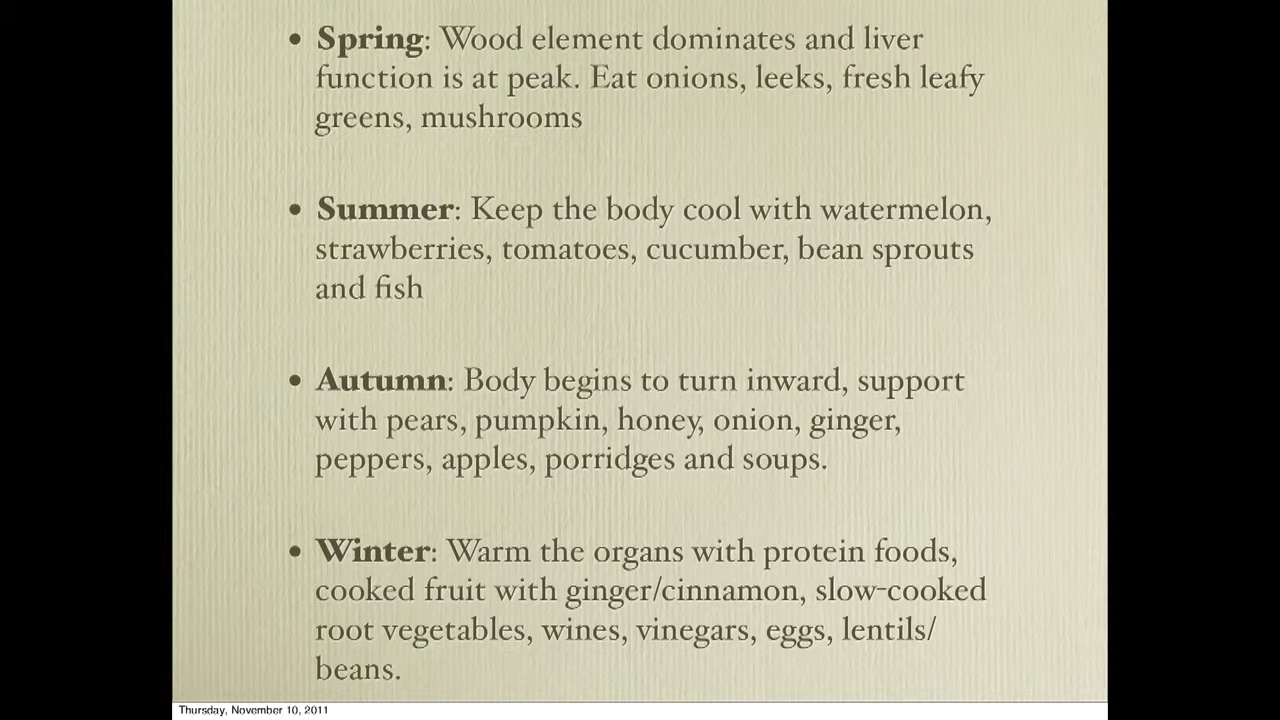 • Spring: Wood element dominates and liver
function is at peak. Eat onions, leeks, fresh leafy
greens, mushrooms
• Summer: Keep the body cool with watermelon,
strawberries, tomatoes, cucumber, bean sprouts
and fish
• Autumn: Body begins to turn inward, support
with pears, pumpkin, honey, onion, ginger,
peppers, apples, porridges and soups.
• Winter: Warm the organs with protein foods,
cooked fruit with ginger/cinnamon, slow-cooked
root vegetables, wines, vinegars, eggs, lentils/
beans.
Thursday, November 10, 2011